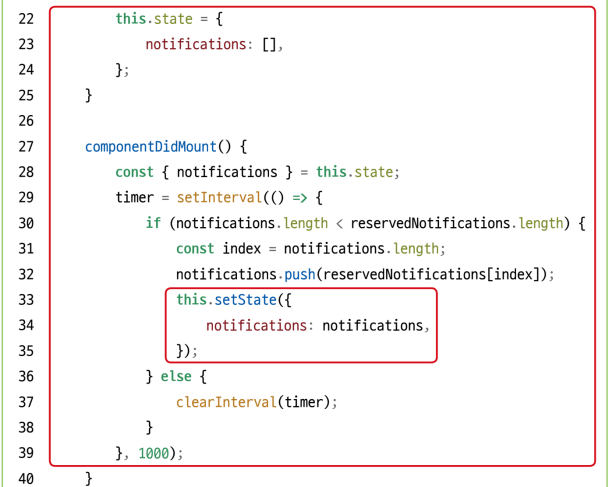 22 this.state = {
23 notifications: [],
24 };
25 }
26
27 componentDidMount() {
28 const { notifications } = this.state;
29 timer = setInterval(() => {
30 if (notifications.length < reservedNotifications.length) {
31 const index = notifications.length;
32 notifications.push(reservedNotifications[index]);
33 this.setState({
34 notifications: notifications,
35 });
36 } else {
37 clearInterval(timer);
38 }
39 }, 1000);
40 }